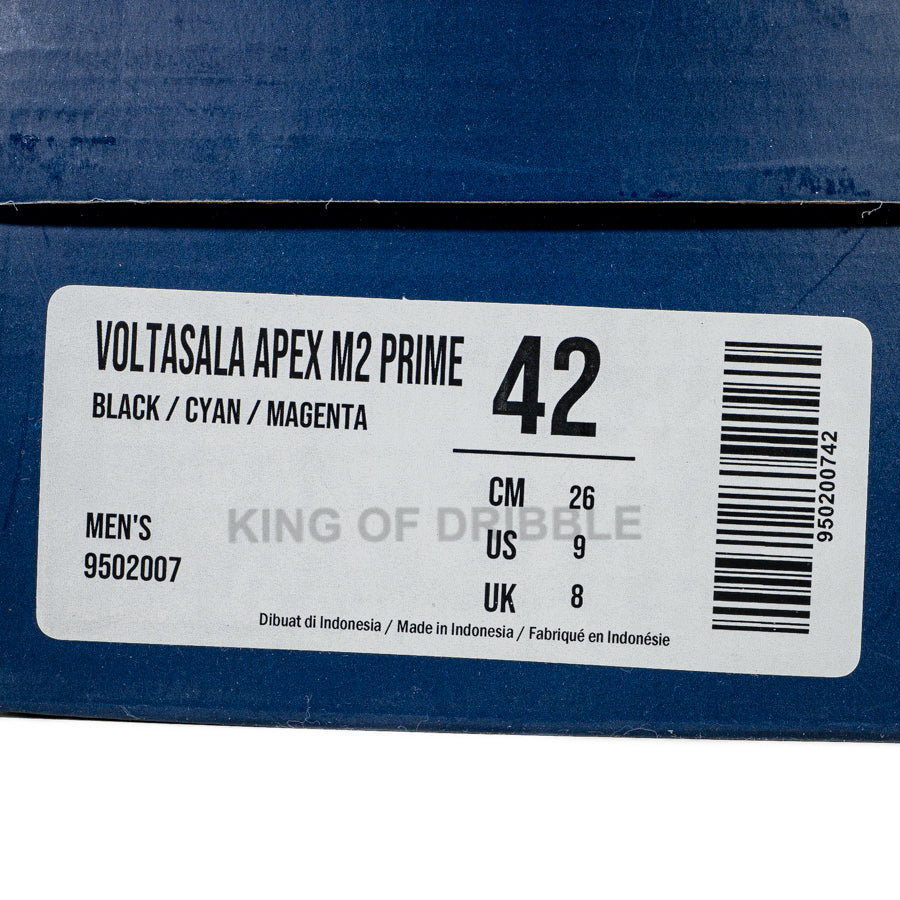 VOLTASALA APEX M2 PRIME
BLACK / CYAN / MAGENTA
42
CM 26
US 9
UK 8
MEN'S
9502007
KING OF DRIBBLE
Dibuat di Indonesia / Made in Indonesia / Fabriqué en Indonésie
950200742